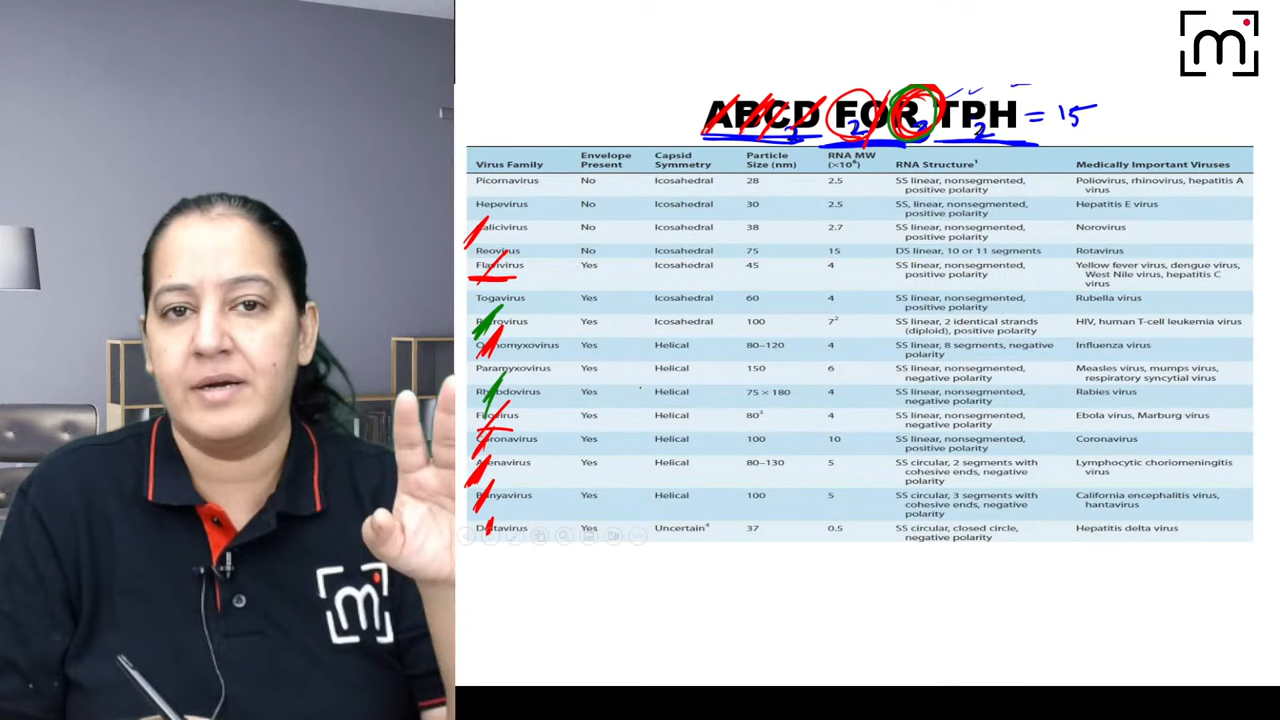 m
ABCD FOR TPH = 15
2 2 2
Virus Family Envelope Present Capsid Symmetry Particle Size (nm) RNA MW (×10⁶) RNA Structure¹ Medically Important Viruses
Picornavirus No Icosahedral 28 2.5 SS linear, nonsegmented, positive polarity Poliovirus, rhinovirus, hepatitis A virus
Hepevirus No Icosahedral 30 2.5 SS, linear, nonsegmented, positive polarity Hepatitis E virus
Calicivirus No Icosahedral 38 2.7 SS linear, nonsegmented, positive polarity Norovirus
Reovirus No Icosahedral 75 15 DS linear, 10 or 11 segments Rotavirus
Flavivirus Yes Icosahedral 45 4 SS linear, nonsegmented, positive polarity Yellow fever virus, dengue virus, West Nile virus, hepatitis C virus
Togavirus Yes Icosahedral 60 4 SS linear, nonsegmented, positive polarity Rubella virus
Retrovirus Yes Icosahedral 100 7² SS linear, 2 identical strands (diploid), positive polarity HIV, human T-cell leukemia virus
Orthomyxovirus Yes Helical 80–120 4 SS linear, 8 segments, negative polarity Influenza virus
Paramyxovirus Yes Helical 150 6 SS linear, nonsegmented, negative polarity Measles virus, mumps virus, respiratory syncytial virus
Rhabdovirus Yes Helical 75 × 180 4 SS linear, nonsegmented, negative polarity Rabies virus
Filovirus Yes Helical 80³ 4 SS linear, nonsegmented, negative polarity Ebola virus, Marburg virus
Coronavirus Yes Helical 100 10 SS linear, nonsegmented, positive polarity Coronavirus
Arenavirus Yes Helical 80–130 5 SS circular, 2 segments with cohesive ends, negative polarity Lymphocytic choriomeningitis virus
Bunyavirus Yes Helical 100 5 SS circular, 3 segments with cohesive ends, negative polarity California encephalitis virus, hantavirus
Deltavirus Yes Uncertain⁴ 37 0.5 SS circular, closed circle, negative polarity Hepatitis delta virus
m